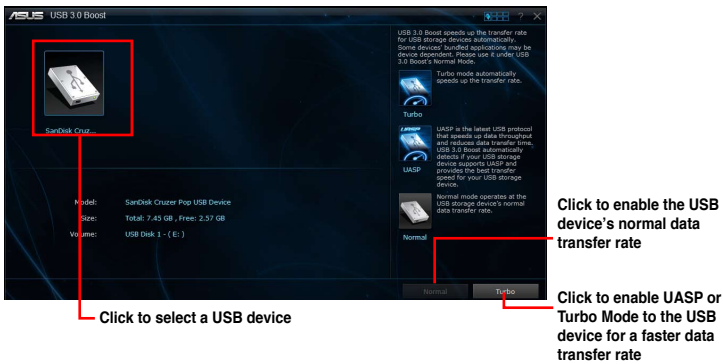 ASUS USB 3.0 Boost
? ×
USB 3.0 Boost speeds up the transfer rate
for USB storage devices automatically.
Some devices' bundled applications may be
device dependent. Please use it under USB
3.0 Boost's Normal Mode.
Turbo mode automatically
speeds up the transfer rate.
Turbo
UASP is the latest USB protocol
that speeds up data throughput
and reduces data transfer time.
USB 3.0 Boost automatically
detects if your USB storage
device supports UASP and
provides the best transfer
speed for your USB storage
device.
UASP
UASP
Normal mode operates at the
USB storage device's normal
data transfer rate.
Normal
SanDisk Cruz...
Model: SanDisk Cruzer Pop USB Device
Size: Total: 7.45 GB , Free: 2.57 GB
Volume: USB Disk 1 - ( E: )
Normal
Turbo
Click to enable the USB
device's normal data
transfer rate
Click to select a USB device
Click to enable UASP or
Turbo Mode to the USB
device for a faster data
transfer rate